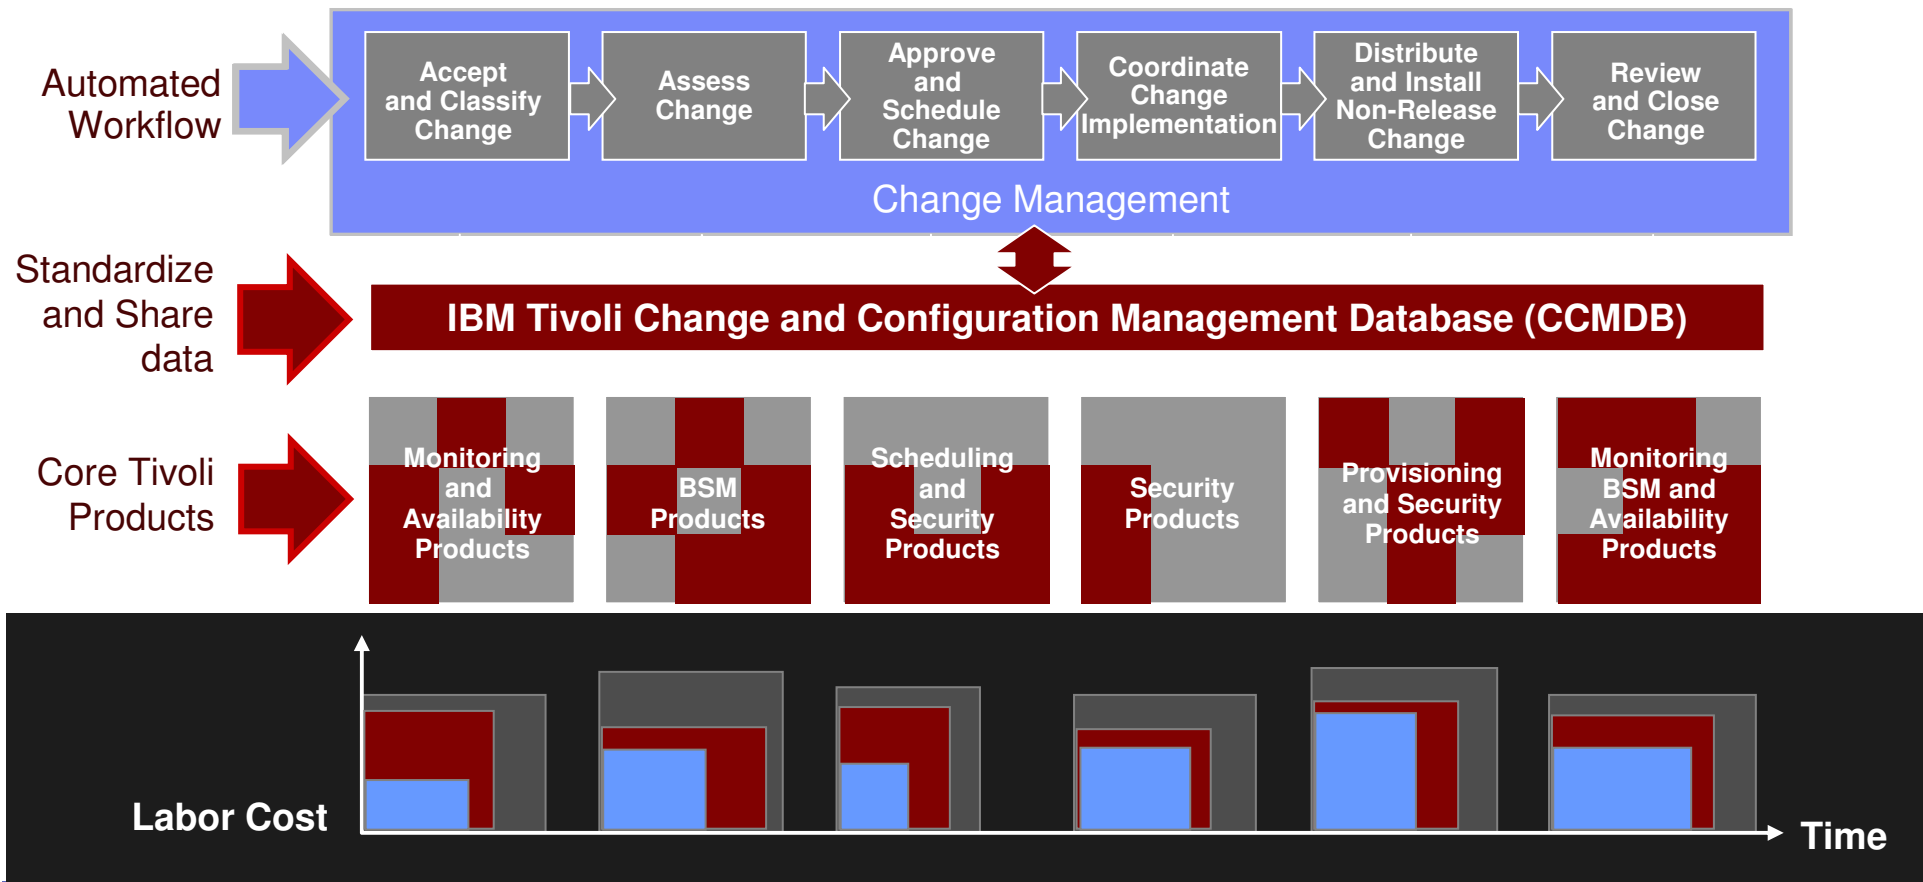 Automated
Workflow
Accept
and Classify
Change
Assess
Change
Approve
and
Schedule
Change
Coordinate
Change
Implementation
Distribute
and Install
Non-Release
Change
Review
and Close
Change
Change Management
Standardize
and Share
data
IBM Tivoli Change and Configuration Management Database (CCMDB)
Core Tivoli
Products
Monitoring
and
Availability
Products
BSM
Products
Scheduling
and
Security
Products
Security
Products
Provisioning
and Security
Products
Monitoring
BSM and
Availability
Products
Labor Cost
Time